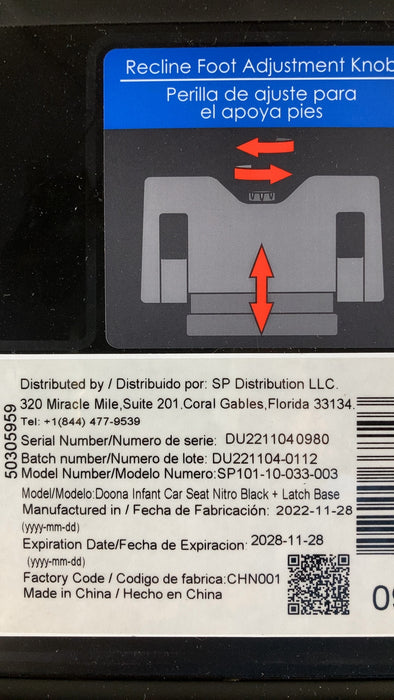 Recline Foot Adjustment Knob
Perilla de ajuste para
el apoya pies
Distributed by / Distribuido por: SP Distribution LLC.
320 Miracle Mile,Suite 201,Coral Gables,Florida 33134.
Tel: +1(844) 477-9539
Serial Number/Numero de serie: DU2211040980
Batch number/Numero de lote: DU221104-0112
Model Number/Modelo Numero:SP101-10-033-003
Model/Modelo:Doona Infant Car Seat Nitro Black + Latch Base
Manufactured in / Fecha de Fabricación: 2022-11-28
(yyyy-mm-dd)
Expiration Date/Fecha de Expiracion: 2028-11-28
(yyyy-mm-dd)
Factory Code / Codigo de fabrica:CHN001
Made in China / Hecho en China
50305959